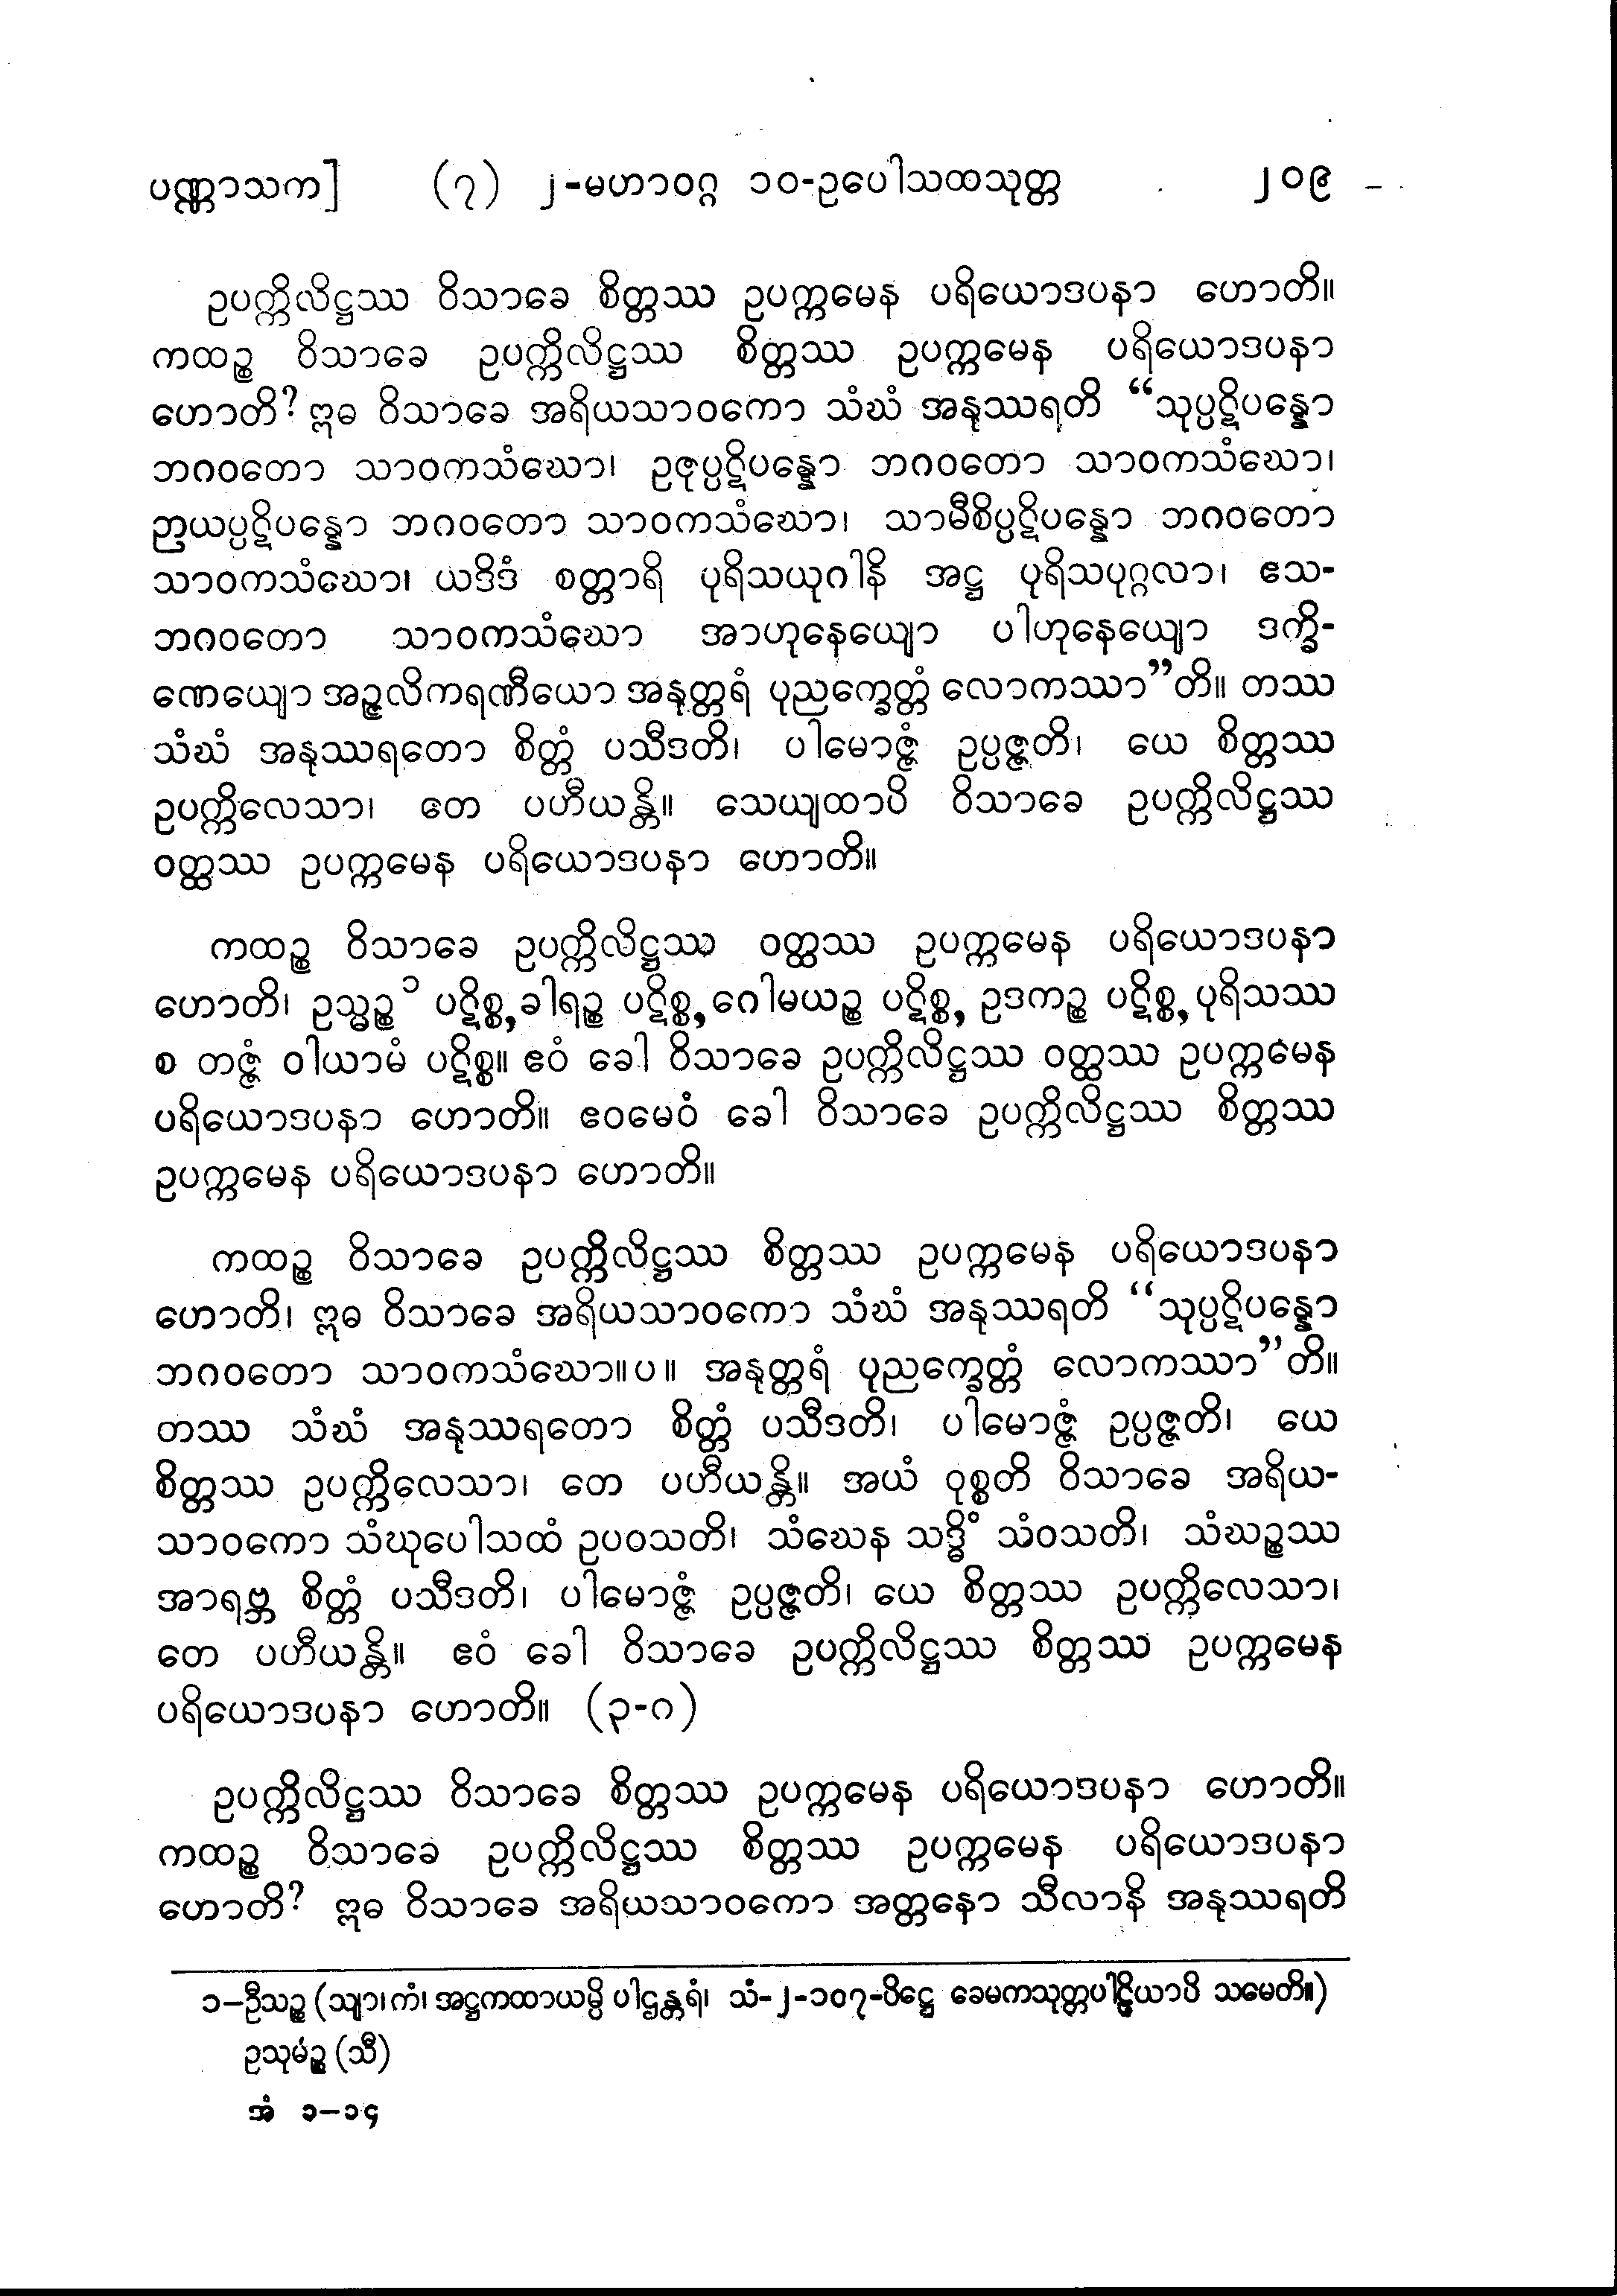 ပဏ္ဏာသက] (၇) ၂-မဟာဝဂ္ဂ ၁၀-ဥပေါသထသုတ္တ ၂၀၉
ဥပက္ကိလိဋ္ဌဿ ဝိသာခေ စိတ္တဿ ဥပက္ကမေန ပရိယောဒပနာ ဟောတိ။
ကထဉ္စ ဝိသာခေ ဥပက္ကိလိဋ္ဌဿ စိတ္တဿ ဥပက္ကမေန ပရိယောဒပနာ
ဟောတိ? ဣဓ ဝိသာခေ အရိယသာဝကော သံဃံ အနုဿရတိ “သုပ္ပဋိပန္နော
ဘဂဝတော သာဝကသံဃော၊ ဥဇုပ္ပဋိပန္နော ဘဂဝတော သာဝကသံဃော၊
ဉာယပ္ပဋိပန္နော ဘဂဝတော သာဝကသံဃော၊ သာမီစိပ္ပဋိပန္နော ဘဂဝတော
သာဝကသံဃော၊ ယဒိဒံ စတ္တာရိ ပုရိသယုဂါနိ အဋ္ဌ ပုရိသပုဂ္ဂလာ၊ ဧသ-
ဘဂဝတော သာဝကသံဃော အာဟုနေယျော ပါဟုနေယျော ဒက္ခိ-
ဏေယျော အဉ္ဇလိကရဏီယော အနုတ္တရံ ပုညက္ခေတ္တံ လောကဿာ”တိ။ တဿ
သံဃံ အနုဿရတော စိတ္တံ ပသီဒတိ၊ ပါမောဇ္ဇံ ဥပ္ပဇ္ဇတိ၊ ယေ စိတ္တဿ
ဥပက္ကိလေသာ၊ ဧတ ပဟီယန္တိ။ သေယျထာပိ ဝိသာခေ ဥပက္ကိလိဋ္ဌဿ
ဝတ္ထဿ ဥပက္ကမေန ပရိယောဒပနာ ဟောတိ။
ကထဉ္စ ဝိသာခေ ဥပက္ကိလိဋ္ဌဿ ဝတ္ထဿ ဥပက္ကမေန ပရိယောဒပနာ
ဟောတိ၊ ဥသ္မဉ္စ ၁ ပဋိစ္စ, ခါရဉ္စ ပဋိစ္စ, ဂေါမယဉ္စ ပဋိစ္စ, ဥဒကဉ္စ ပဋိစ္စ, ပုရိသဿ
စ တဇ္ဇံ ဝါယာမံ ပဋိစ္စ။ ဧဝံ ခေါ ဝိသာခေ ဥပက္ကိလိဋ္ဌဿ ဝတ္ထဿ ဥပက္ကမေန
ပရိယောဒပနာ ဟောတိ။ ဧဝမေဝံ ခေါ ဝိသာခေ ဥပက္ကိလိဋ္ဌဿ စိတ္တဿ
ဥပက္ကမေန ပရိယောဒပနာ ဟောတိ။
ကထဉ္စ ဝိသာခေ ဥပက္ကိလိဋ္ဌဿ စိတ္တဿ ဥပက္ကမေန ပရိယောဒပနာ
ဟောတိ၊ ဣဓ ဝိသာခေ အရိယသာဝကော သံဃံ အနုဿရတိ “သုပ္ပဋိပန္နော
ဘဂဝတော သာဝကသံဃော။ပ။ အနုတ္တရံ ပုညက္ခေတ္တံ လောကဿာ”တိ။
တဿ သံဃံ အနုဿရတော စိတ္တံ ပသီဒတိ၊ ပါမောဇ္ဇံ ဥပ္ပဇ္ဇတိ၊ ယေ
စိတ္တဿ ဥပက္ကိလေသာ၊ တေ ပဟီယန္တိ။ အယံ ဝုစ္စတိ ဝိသာခေ အရိယ-
သာဝကော သံဃုပေါသထံ ဥပဝသတိ၊ သံဃေန သဒ္ဓိံ သံဝသတိ၊ သံဃဉ္စဿ
အာရဗ္ဘ စိတ္တံ ပသီဒတိ၊ ပါမောဇ္ဇံ ဥပ္ပဇ္ဇတိ၊ ယေ စိတ္တဿ ဥပက္ကိလေသာ၊
တေ ပဟီယန္တိ။ ဧဝံ ခေါ ဝိသာခေ ဥပက္ကိလိဋ္ဌဿ စိတ္တဿ ဥပက္ကမေန
ပရိယောဒပနာ ဟောတိ။ (၃-ဂ)
ဥပက္ကိလိဋ္ဌဿ ဝိသာခေ စိတ္တဿ ဥပက္ကမေန ပရိယောဒပနာ ဟောတိ။
ကထဉ္စ ဝိသာခေ ဥပက္ကိလိဋ္ဌဿ စိတ္တဿ ဥပက္ကမေန ပရိယောဒပနာ
ဟောတိ? ဣဓ ဝိသာခေ အရိယသာဝကော အတ္တနော သီလာနိ အနုဿရတိ
၁–ဦသဉ္စ (သျာ၊ကံ၊ အဋ္ဌကထာယမ္ပိ ပါဌန္တရံ၊ သံ-၂-၁၀၇-ပိဋ္ဌေ ခေမကသုတ္တပါဠိယာပိ သမေတိ။)
ဥသုမံဉ္စ (သီ)
အံ ၁–၁၄